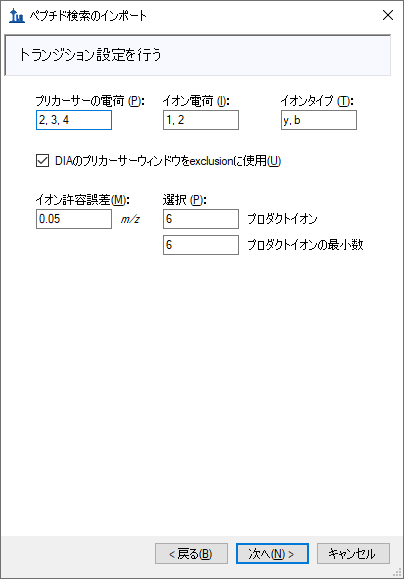 ペプチド検索のインポート
トランジション設定を行う
プリカーサーの電荷 (P): イオン電荷 (I): イオンタイプ (T):
2, 3, 4 1, 2 y, b
DIAのプリカーサーウィンドウをexclusionに使用(U)
イオン許容誤差(M): 選択 (P):
0.05 m/z 6 プロダクトイオン
6 プロダクトイオンの最小数
< 戻る(B) 次へ(N) > キャンセル